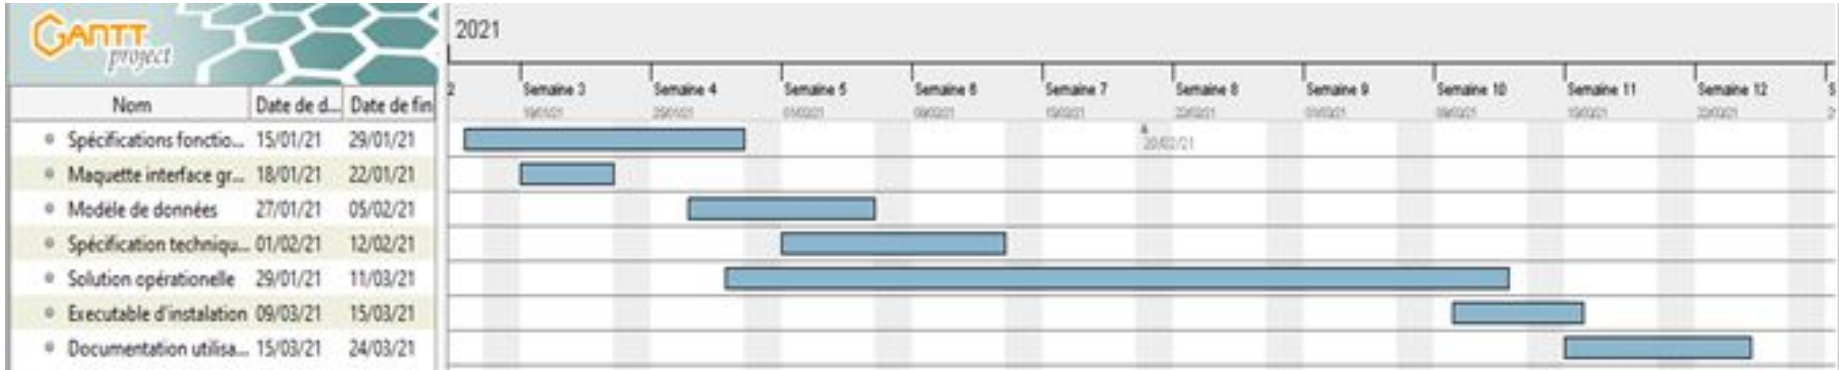 GANTT
project
2021
2 Semaine 3 Semaine 4 Semaine 5 Semaine 6 Semaine 7 Semaine 8 Semaine 9 Semaine 10 Semaine 11 Semaine 12 S
Nom Date de d... Date de fin
Spécifications fonctio... 15/01/21 29/01/21
20/02/21
Maquette interface gr... 18/01/21 22/01/21
Modèle de données 27/01/21 05/02/21
Spécification techniqu... 01/02/21 12/02/21
Solution opérationelle 29/01/21 11/03/21
Executable d'instalation 09/03/21 15/03/21
Documentation utilisa... 15/03/21 24/03/21